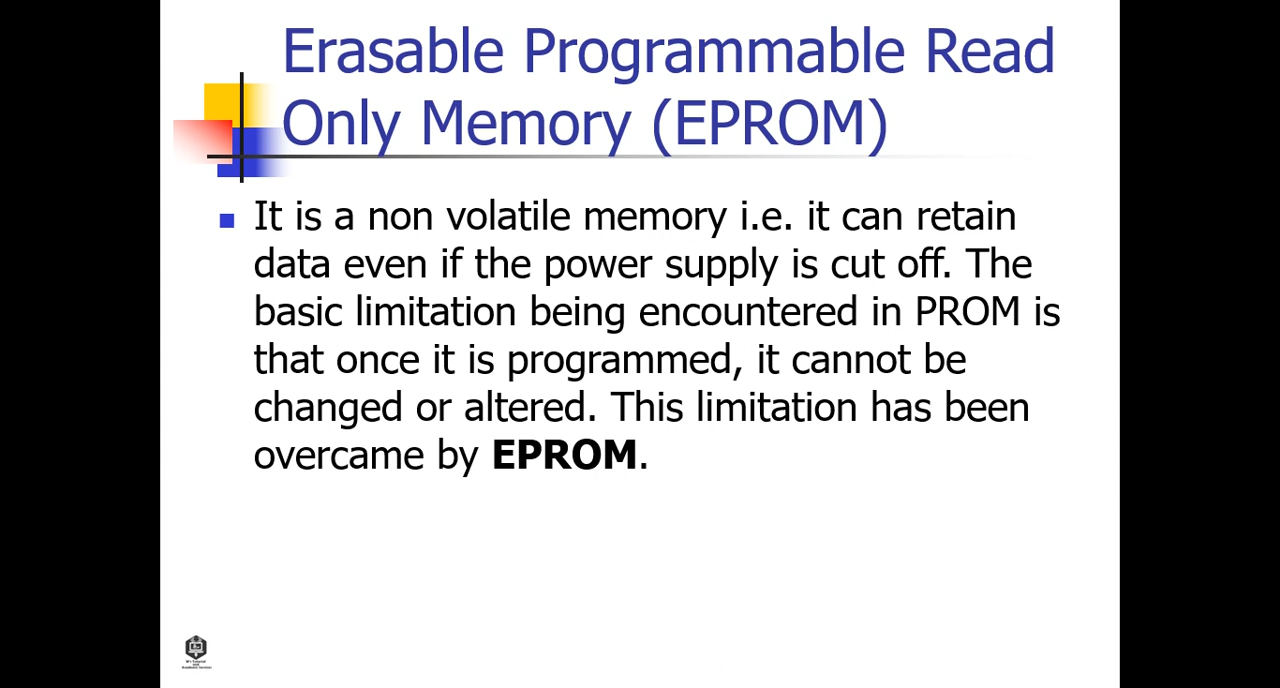 Erasable Programmable Read
Only Memory (EPROM)
It is a non volatile memory i.e. it can retain
data even if the power supply is cut off. The
basic limitation being encountered in PROM is
that once it is programmed, it cannot be
changed or altered. This limitation has been
overcame by EPROM.